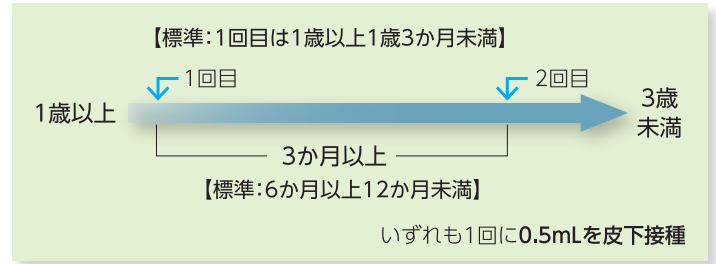 【標準：1回目は1歳以上1歳3か月未満】
1回目
2回目
1歳以上
3歳
未満
3か月以上
【標準：6か月以上12か月未満】
いずれも1回に0.5mLを皮下接種